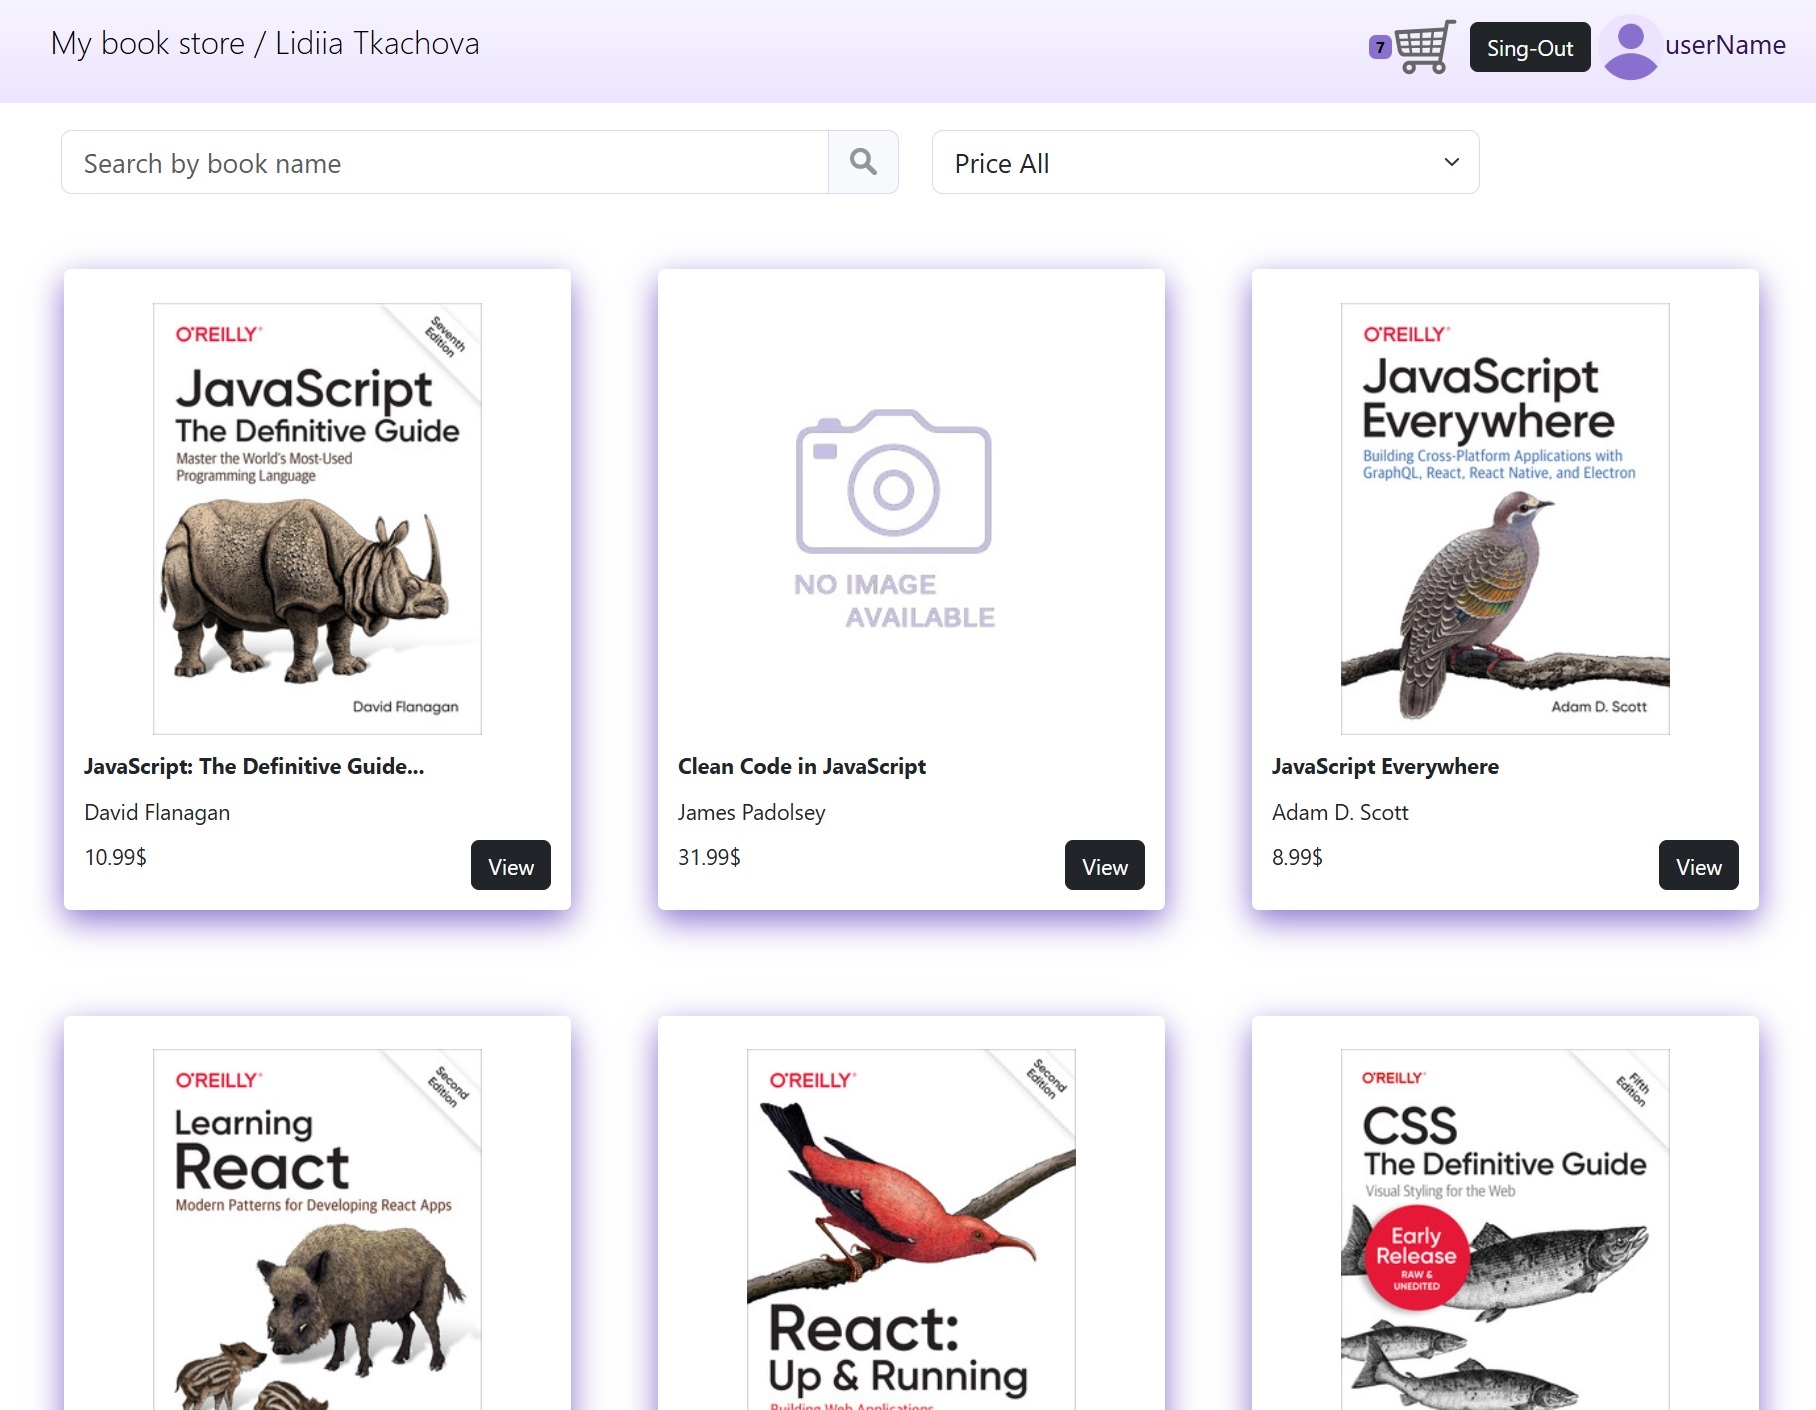 My book store / Lidiia Tkachova
7
Sing-Out
userName
Search by book name
Price All
O'REILLY®
Seventh
Edition
JavaScript
The Definitive Guide
Master the World's Most-Used
Programming Language
David Flanagan
JavaScript: The Definitive Guide...
David Flanagan
10.99$
View
NO IMAGE
AVAILABLE
Clean Code in JavaScript
James Padolsey
31.99$
View
O'REILLY®
JavaScript
Everywhere
Building Cross-Platform Applications with
GraphQL, React, React Native, and Electron
Adam D. Scott
JavaScript Everywhere
Adam D. Scott
8.99$
View
O'REILLY®
Second
Edition
Learning
React
Modern Patterns for Developing React Apps
O'REILLY®
Second
Edition
React:
Up & Running
Building Web Applications
O'REILLY®
Fifth
Edition
CSS
The Definitive Guide
Visual Styling for the Web
Early
Release
RAW &
UNEDITED